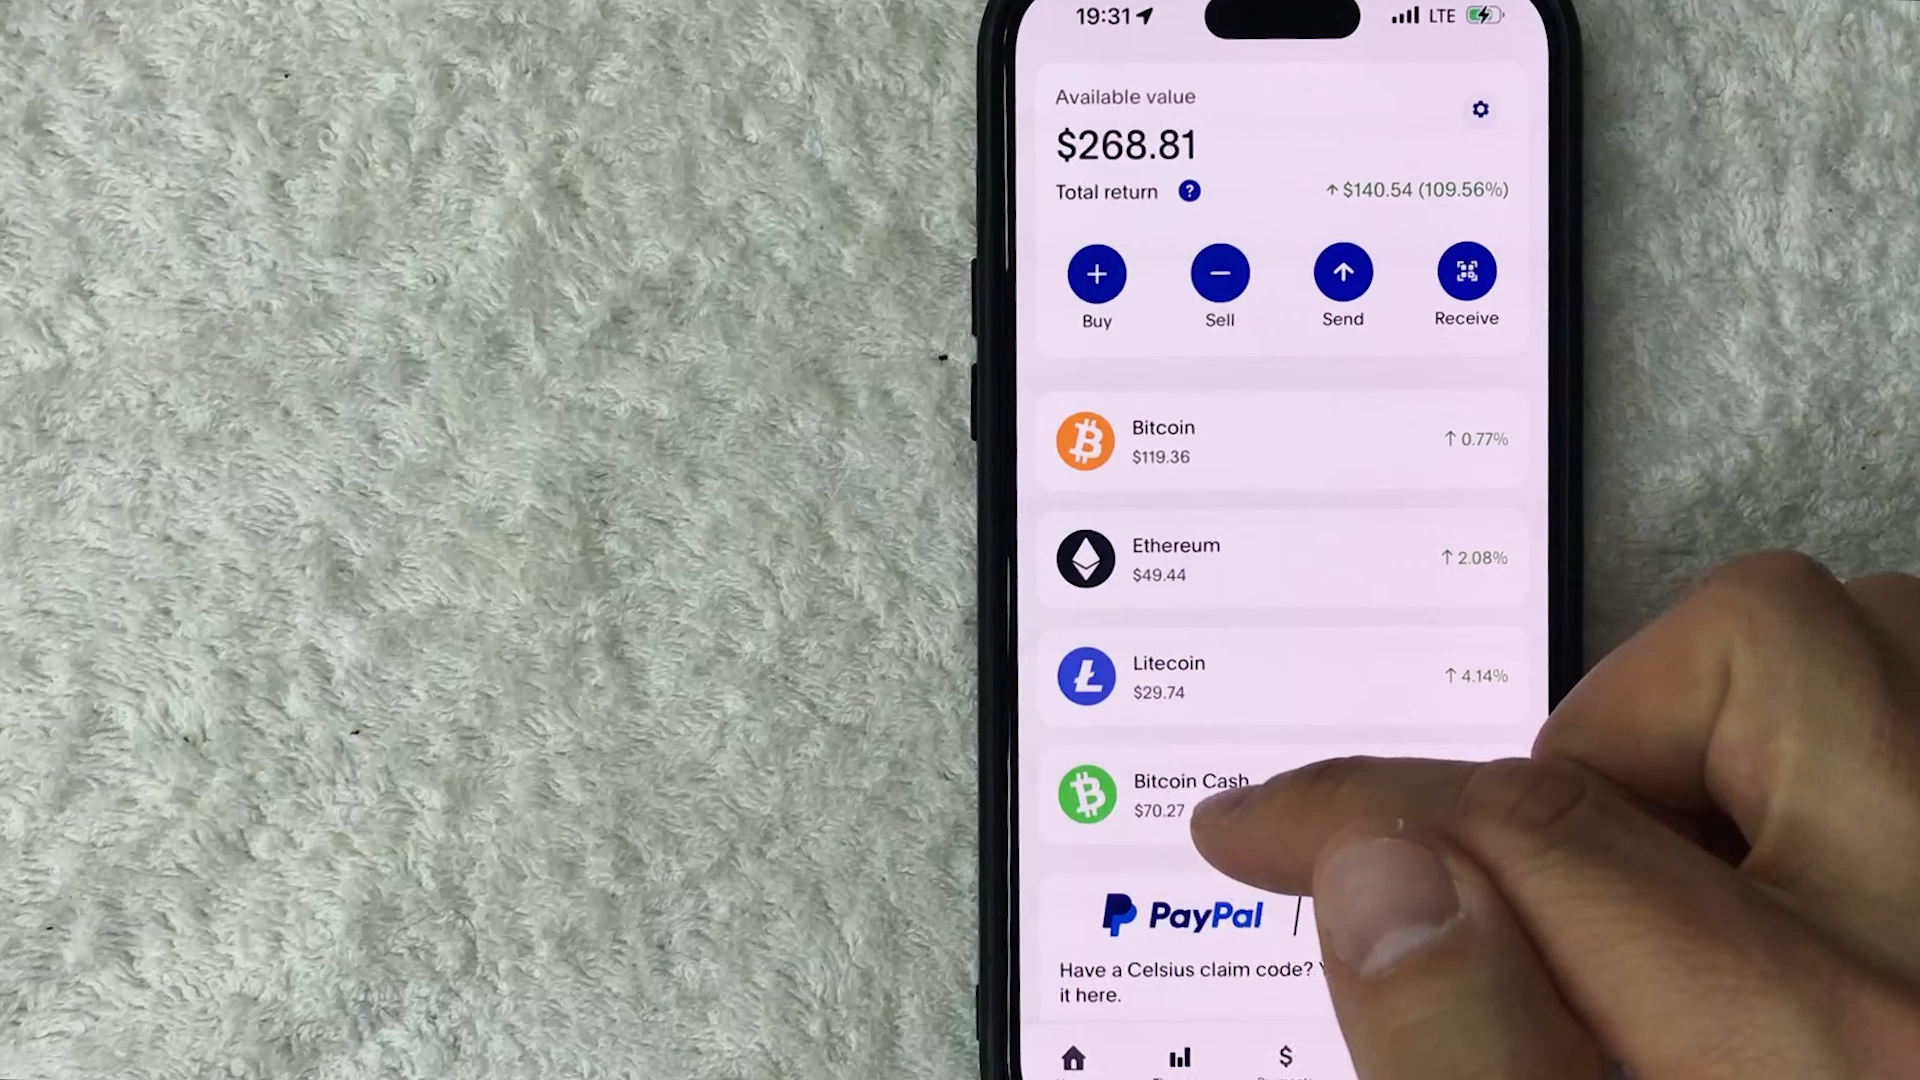 19:31
LTE
Available value
$268.81
Total return ? ↑ $140.54 (109.56%)
Buy Sell Send Receive
Bitcoin
$119.36
↑ 0.77%
Ethereum
$49.44
↑ 2.08%
Litecoin
$29.74
↑ 4.14%
Bitcoin Cash
$70.27
PayPal
Have a Celsius claim code?
it here.